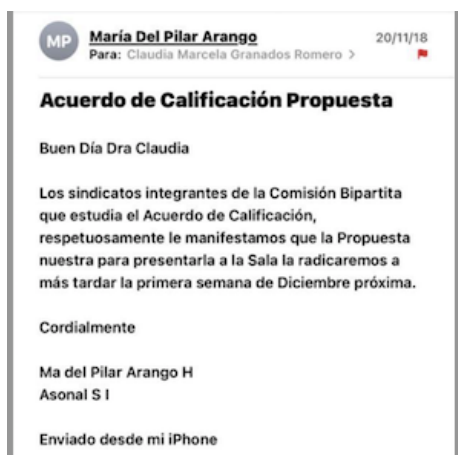 MP
María Del Pilar Arango
20/11/18
Para: Claudia Marcela Granados Romero >
Acuerdo de Calificación Propuesta
Buen Día Dra Claudia
Los sindicatos integrantes de la Comisión Bipartita
que estudia el Acuerdo de Calificación,
respetuosamente le manifestamos que la Propuesta
nuestra para presentarla a la Sala la radicaremos a
más tardar la primera semana de Diciembre próxima.
Cordialmente
Ma del Pilar Arango H
Asonal S I
Enviado desde mi iPhone